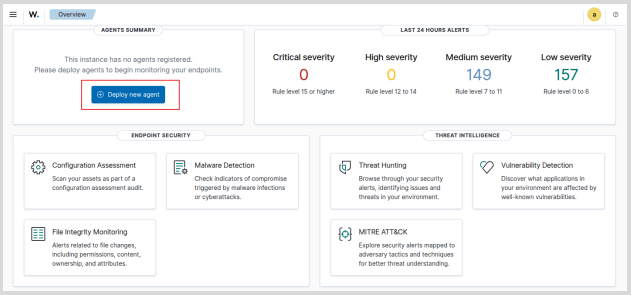 W. Overview a
AGENTS SUMMARY
This instance has no agents registered.
Please deploy agents to begin monitoring your endpoints.
Deploy new agent
LAST 24 HOURS ALERTS
Critical severity
0
Rule level 15 or higher
High severity
0
Rule level 12 to 14
Medium severity
149
Rule level 7 to 11
Low severity
157
Rule level 0 to 6
ENDPOINT SECURITY
Configuration Assessment
Scan your assets as part of a
configuration assessment audit.
Malware Detection
Check indicators of compromise
triggered by malware infections
or cyberattacks.
File Integrity Monitoring
Alerts related to file changes,
including permissions, content,
ownership, and attributes.
THREAT INTELLIGENCE
Threat Hunting
Browse through your security
alerts, identifying issues and
threats in your environment.
Vulnerability Detection
Discover what applications in
your environment are affected by
well-known vulnerabilities.
MITRE ATT&CK
Explore security alerts mapped to
adversary tactics and techniques
for better threat understanding.